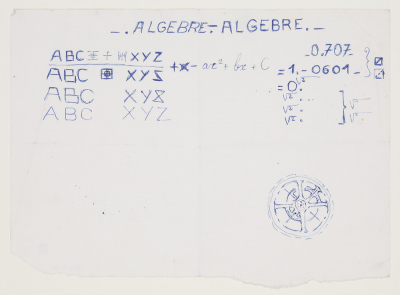 _. ALGEBRE-ALGEBRE. _
ABC XYZ
ABC XYZ
ABC XYZ
ABC XYZ
+x- ax² + bx + C
-0.707-
= 1.-0601-
= 0.
√².
√².
√².